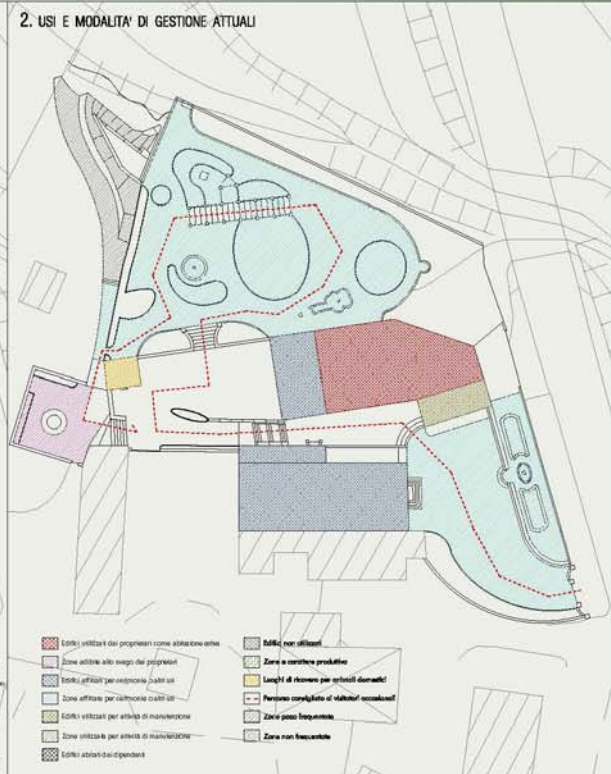 2. USI E MODALITA' DI GESTIONE ATTUALI
Edifici utilizzati dai proprietari come abitazione estiva
Zone adibite allo svago dei proprietari
Edifici affittati per cerimonie o altri usi
Zone affittate per cerimonie o altri usi
Edifici utilizzati per attività di manutenzione
Zone utilizzate per attività di manutenzione
Edifici abitati dai dipendenti
Edifici non utilizzati
Zone a carattere produttivo
Luoghi di ricovero per animali domestici
Percorso consigliato ai visitatori occasionali
Zone poco frequentate
Zone non frequentate